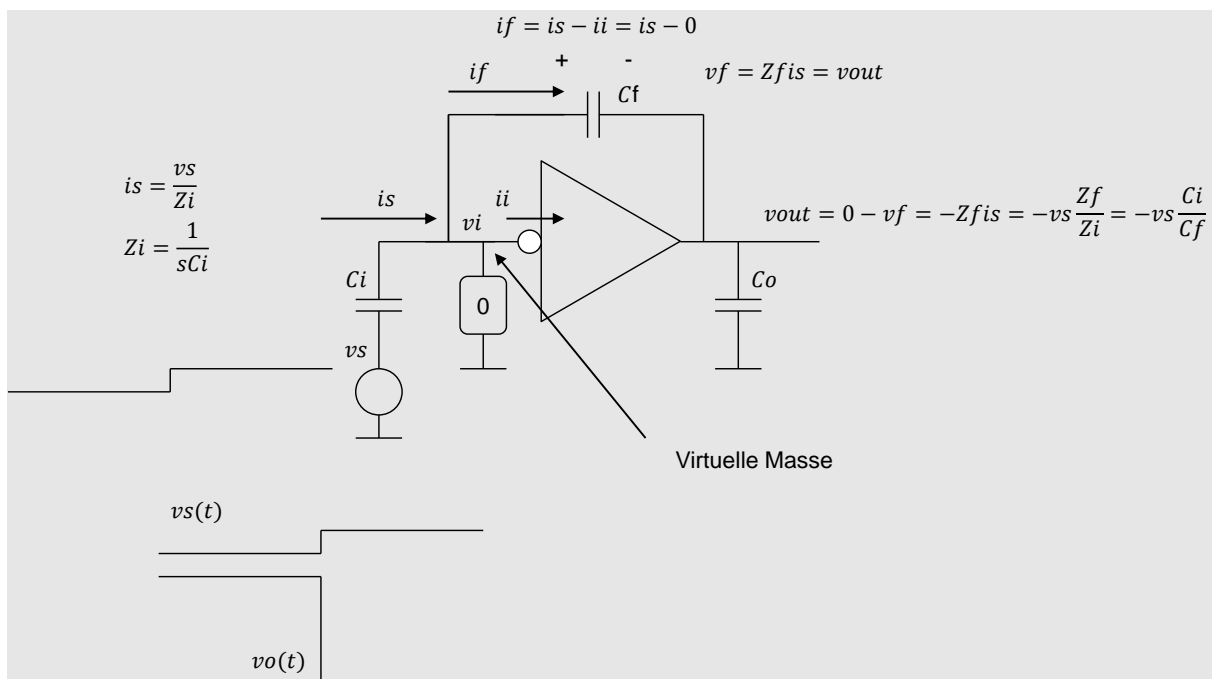 if = is − ii = is − 0
+ -
if
vf = Zfis = vout
Cf
is = vs/Zi
Zi = 1/sCi
is
ii
vi
vout = 0 − vf = −Zfis = −vs Zf/Zi = −vs Ci/Cf
Ci
0
Co
vs
Virtuelle Masse
vs(t)
vo(t)